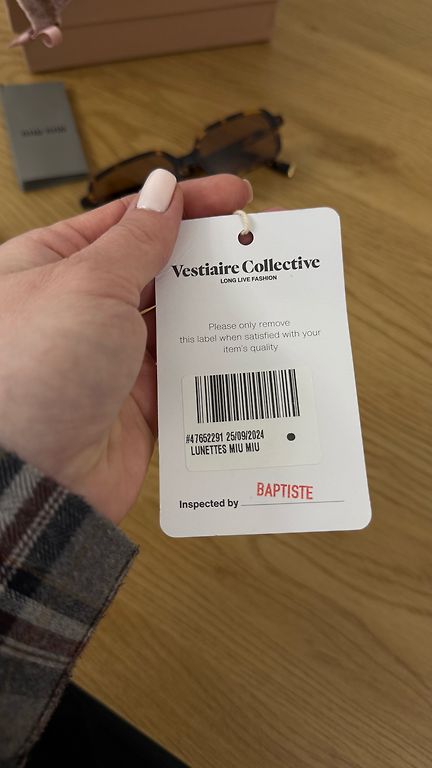 Vestiaire Collective
LONG LIVE FASHION
Please only remove
this label when satisfied with your
item's quality
#47652291 25/09/2024
LUNETTES MIU MIU
Inspected by BAPTISTE